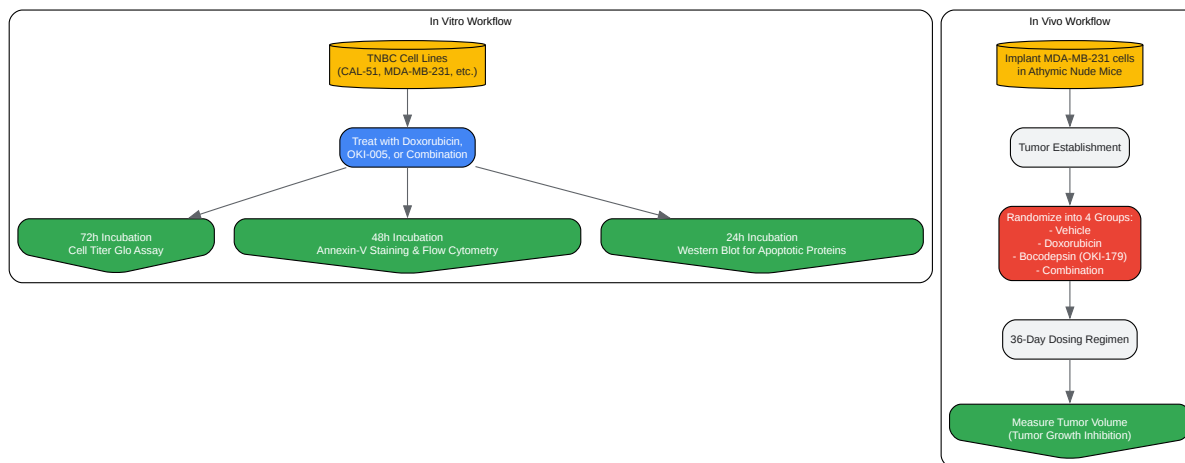 In Vitro Workflow
TNBC Cell Lines
(CAL-51, MDA-MB-231, etc.)
Treat with Doxorubicin,
OKI-005, or Combination
72h Incubation
Cell Titer Glo Assay
48h Incubation
Annexin-V Staining & Flow Cytometry
24h Incubation
Western Blot for Apoptotic Proteins
In Vivo Workflow
Implant MDA-MB-231 cells
in Athymic Nude Mice
Tumor Establishment
Randomize into 4 Groups:
- Vehicle
- Doxorubicin
- Bocodepsin (OKI-179)
- Combination
36-Day Dosing Regimen
Measure Tumor Volume
(Tumor Growth Inhibition)